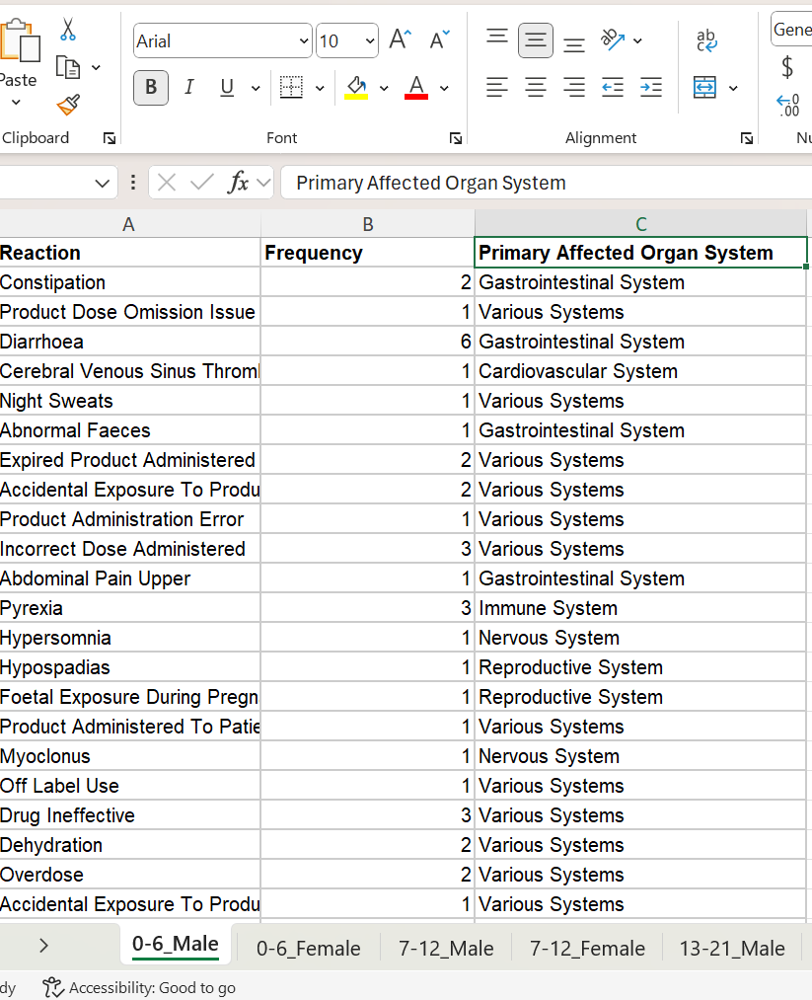 Arial 10 Gene
Paste B I U A $
Clipboard Font Alignment
fx Primary Affected Organ System
A B C
Reaction Frequency Primary Affected Organ System
Constipation 2 Gastrointestinal System
Product Dose Omission Issue 1 Various Systems
Diarrhoea 6 Gastrointestinal System
Cerebral Venous Sinus 1 Cardiovascular System
Night Sweats 1 Various Systems
Abnormal Faeces 1 Gastrointestinal System
Expired Product Administered 2 Various Systems
Accidental Exposure To Produ 2 Various Systems
Product Administration Error 1 Various Systems
Incorrect Dose Administered 3 Various Systems
Abdominal Pain Upper 1 Gastrointestinal System
Pyrexia 3 Immune System
Hypersomnia 1 Nervous System
Hypospadias 1 Reproductive System
Foetal Exposure During Pregn 1 Reproductive System
Product Administered To Patie 1 Various Systems
Myoclonus 1 Nervous System
Off Label Use 1 Various Systems
Drug Ineffective 3 Various Systems
Dehydration 2 Various Systems
Overdose 2 Various Systems
Accidental Exposure To Produ 1 Various Systems
0-6_Male 0-6_Female 7-12_Male 7-12_Female 13-21_Male
dy Accessibility: Good to go